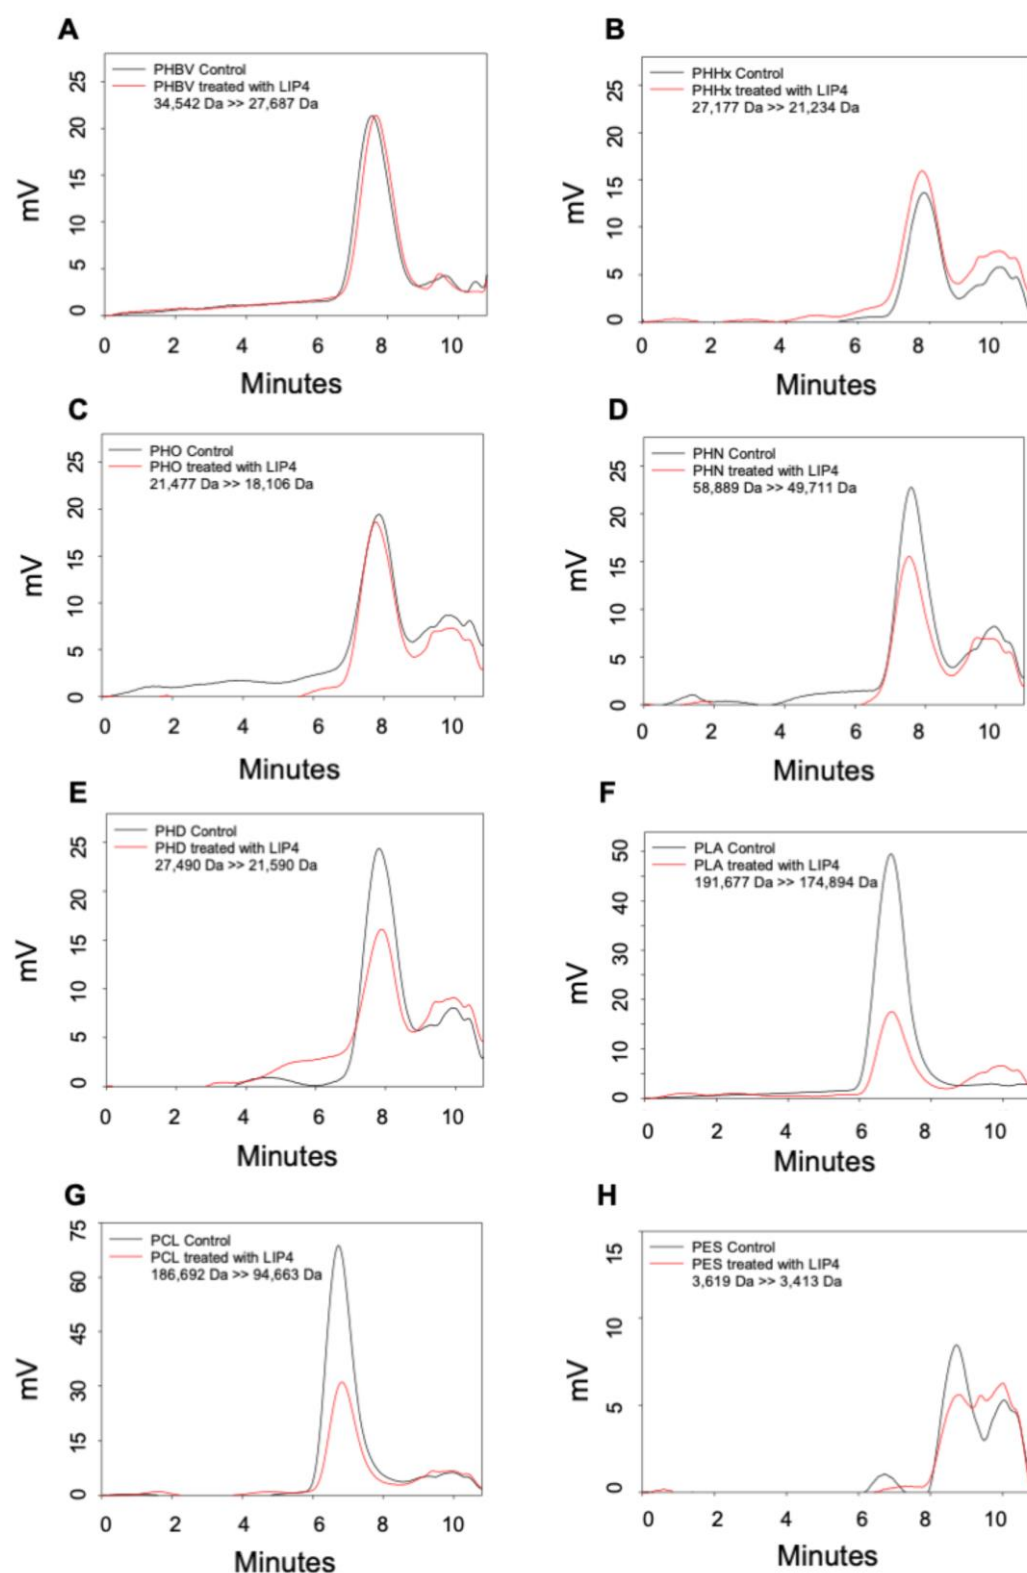 A
PHBV Control
PHBV treated with LIP4
34,542 Da >> 27,687 Da
25
20
15
10
5
0
mV
0 2 4 6 8 10
Minutes
B
PHHx Control
PHHx treated with LIP4
27,177 Da >> 21,234 Da
25
20
15
10
5
0
mV
0 2 4 6 8 10
Minutes
C
PHO Control
PHO treated with LIP4
21,477 Da >> 18,106 Da
25
20
15
10
5
0
mV
0 2 4 6 8 10
Minutes
D
PHN Control
PHN treated with LIP4
58,889 Da >> 49,711 Da
25
20
15
10
5
0
mV
0 2 4 6 8 10
Minutes
E
PHD Control
PHD treated with LIP4
27,490 Da >> 21,590 Da
25
20
15
10
5
0
mV
0 2 4 6 8 10
Minutes
F
PLA Control
PLA treated with LIP4
191,677 Da >> 174,894 Da
50
40
30
20
10
0
mV
0 2 4 6 8 10
Minutes
G
PCL Control
PCL treated with LIP4
186,692 Da >> 94,663 Da
75
60
45
30
15
0
mV
0 2 4 6 8 10
Minutes
H
PES Control
PES treated with LIP4
3,619 Da >> 3,413 Da
15
10
5
0
mV
0 2 4 6 8 10
Minutes